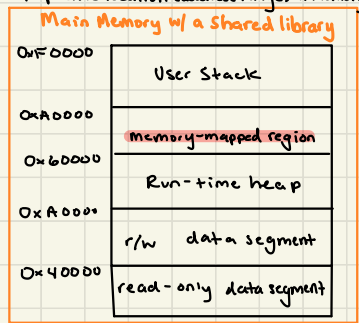 Main Memory w/ a shared library
0xF0000
User Stack
0xA0000
memory-mapped region
0x60000
Run-time heap
0xA0000
r/w data segment
0x40000
read-only data segment